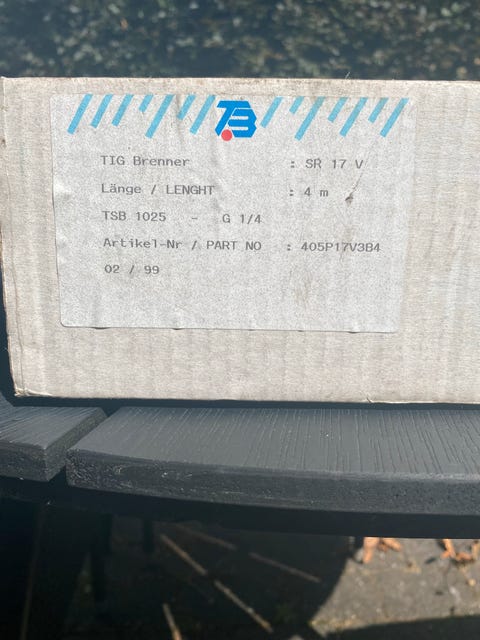 TB
TIG Brenner : SR 17 V
Länge / LENGHT : 4 m
TSB 1025 - G 1/4
Artikel-Nr / PART NO : 405P17V3B4
02 / 99